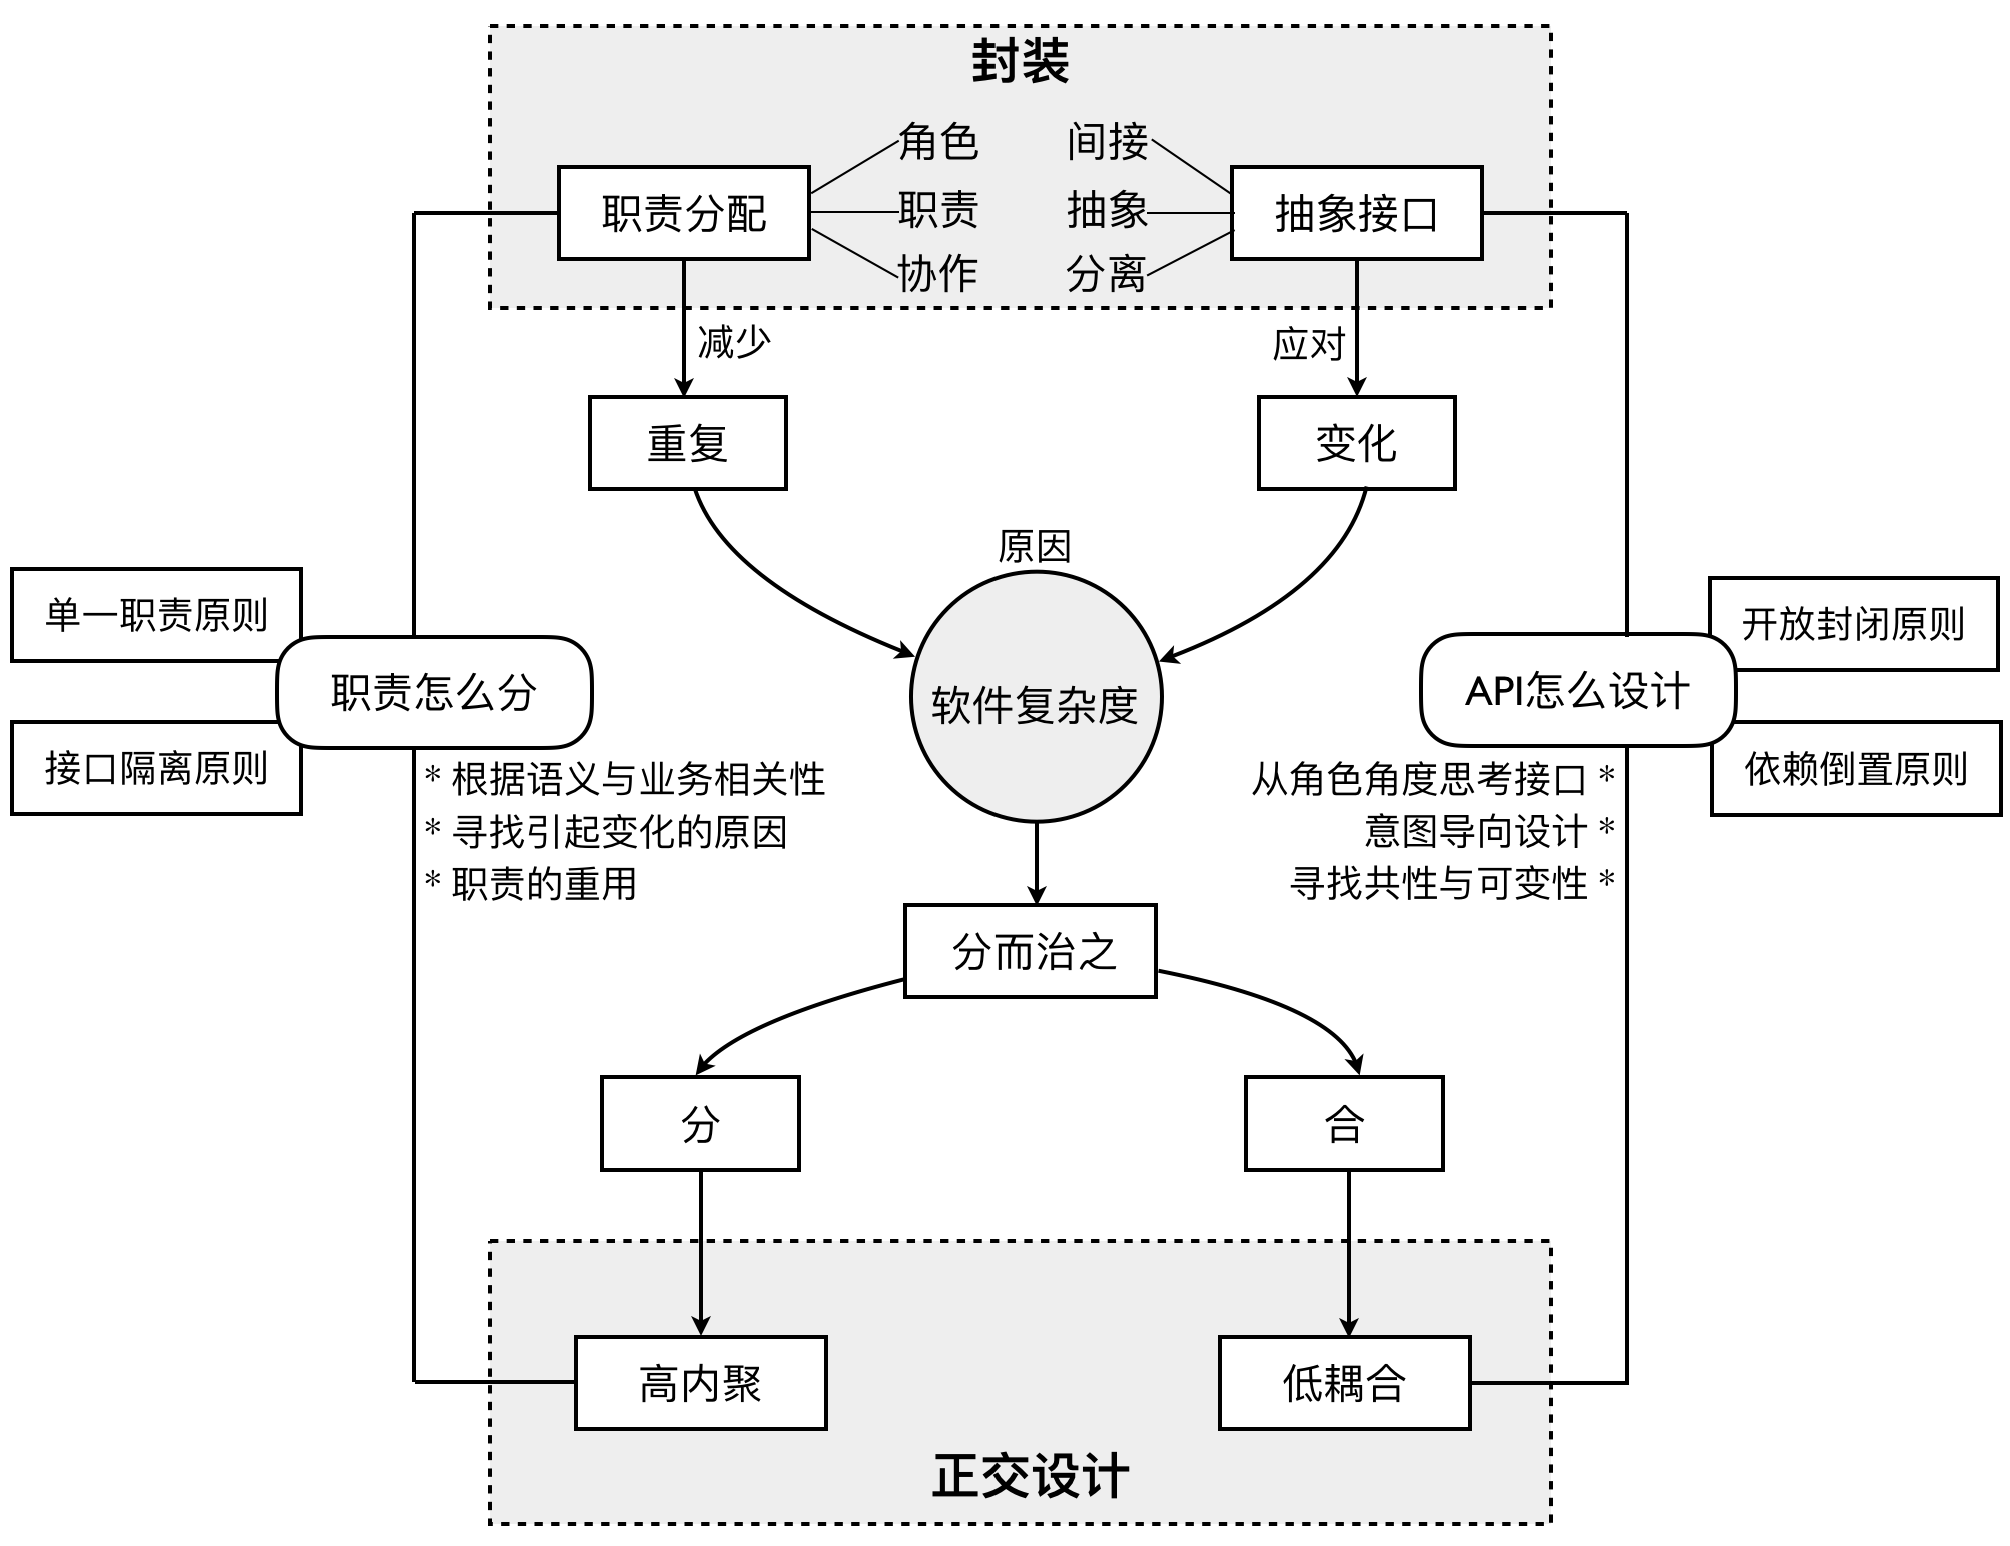 封装
角色
间接
职责分配
职责
抽象
抽象接口
协作
分离
减少
应对
重复
变化
原因
单一职责原则
开放封闭原则
职责怎么分
软件复杂度
API怎么设计
接口隔离原则
依赖倒置原则
* 根据语义与业务相关性
* 寻找引起变化的原因
* 职责的重用
从角色角度思考接口 *
意图导向设计 *
寻找共性与可变性 *
分而治之
分
合
高内聚
低耦合
正交设计